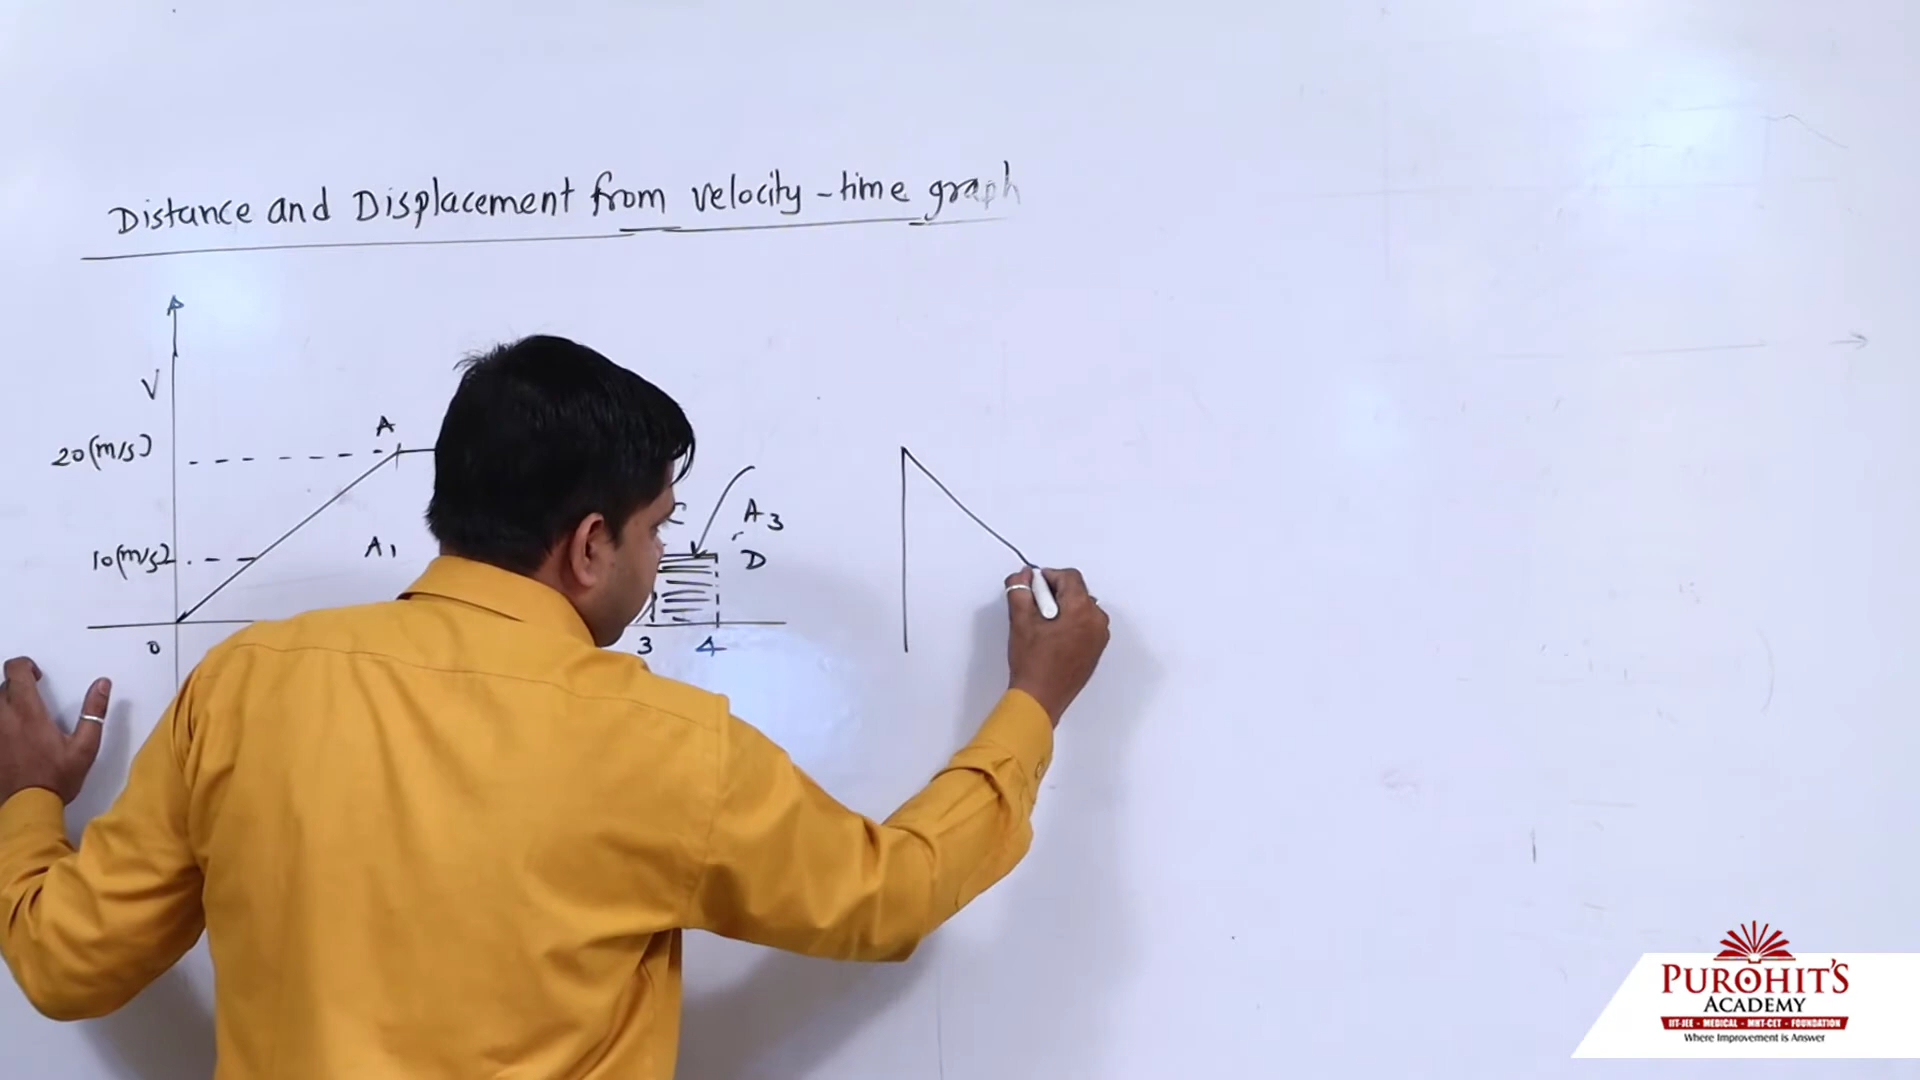 Distance and Displacement from velocity-time graph
V
20(m/s)
A
C
A3
10(m/s)
A1
D
0
3
4
PUROHIT'S
ACADEMY
IIT-JEE • MEDICAL • MHT-CET • FOUNDATION
Where Improvement is Answer